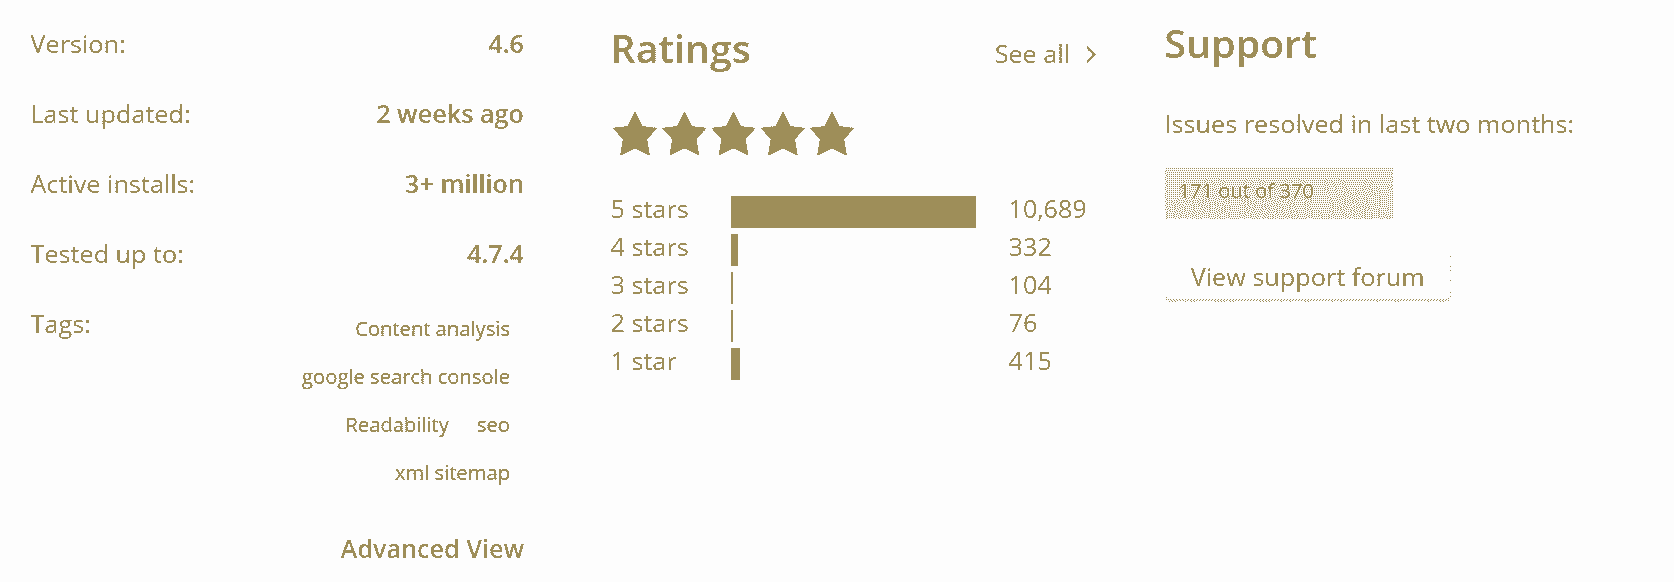 Version: 4.6
Last updated: 2 weeks ago
Active installs: 3+ million
Tested up to: 4.7.4
Tags: Content analysis
google search console
Readability seo
xml sitemap
Advanced View
Ratings See all >
5 stars 10,689
4 stars 332
3 stars 104
2 stars 76
1 star 415
Support
Issues resolved in last two months:
171 out of 370
View support forum